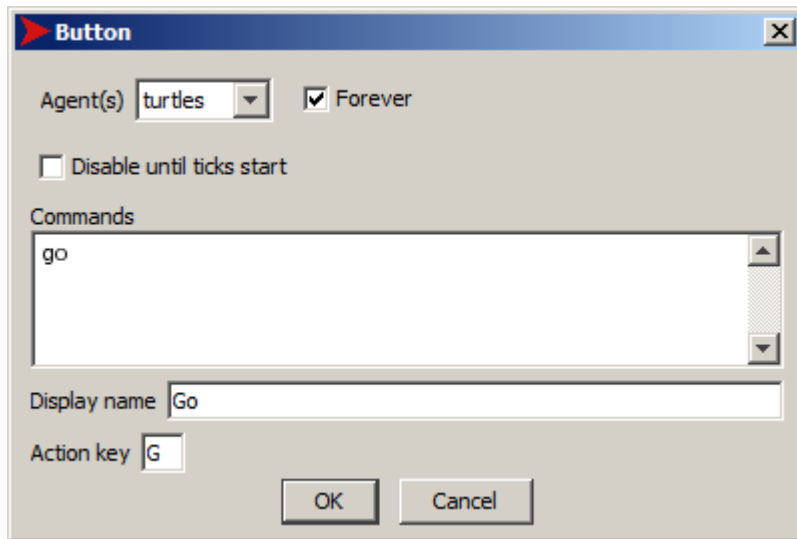 Button
Agent(s) turtles Forever
Disable until ticks start
Commands
go
Display name Go
Action key G
OK Cancel